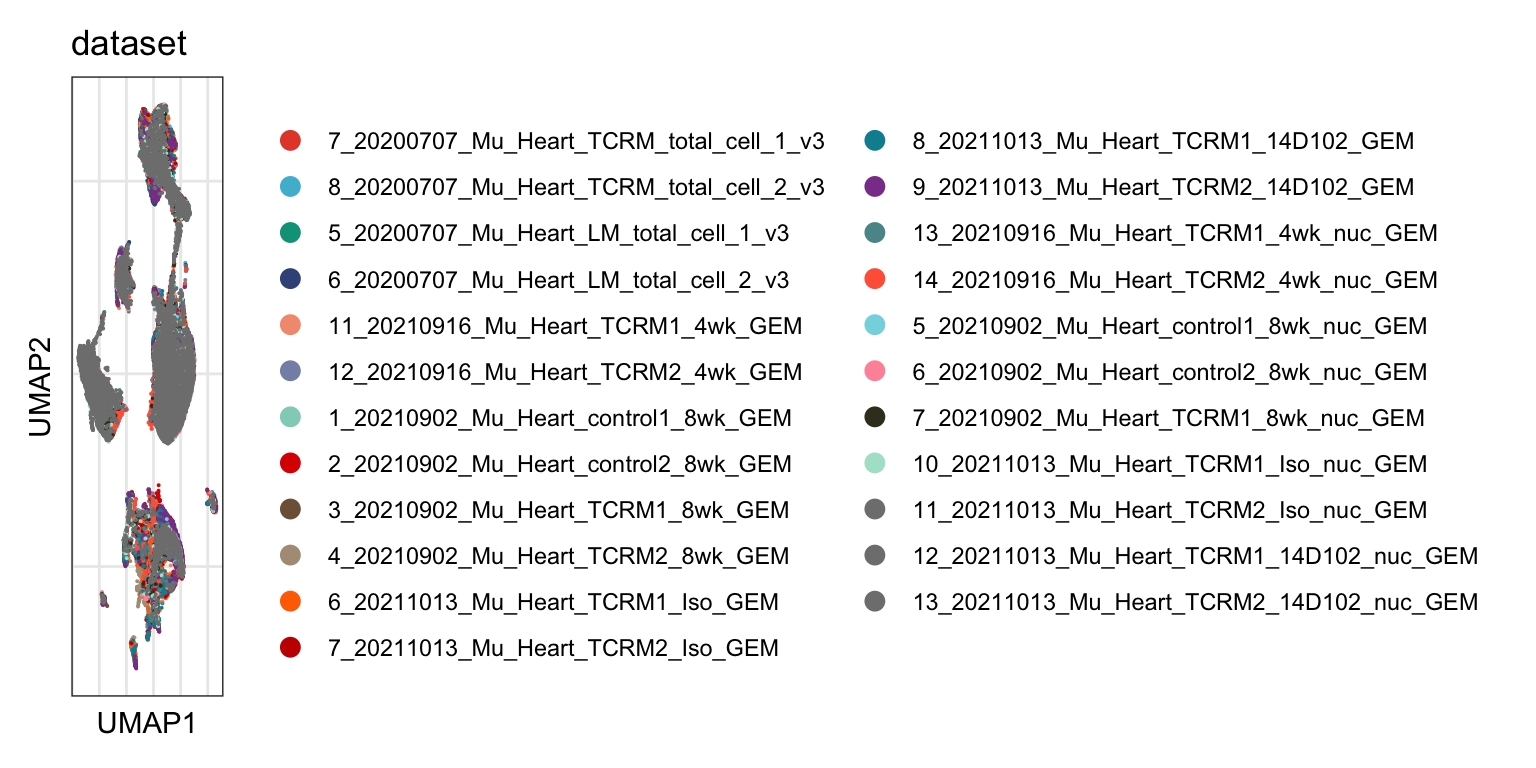 dataset
UMAP2
UMAP1
7_20200707_Mu_Heart_TCRM_total_cell_1_v3
8_20200707_Mu_Heart_TCRM_total_cell_2_v3
5_20200707_Mu_Heart_LM_total_cell_1_v3
6_20200707_Mu_Heart_LM_total_cell_2_v3
11_20210916_Mu_Heart_TCRM1_4wk_GEM
12_20210916_Mu_Heart_TCRM2_4wk_GEM
1_20210902_Mu_Heart_control1_8wk_GEM
2_20210902_Mu_Heart_control2_8wk_GEM
3_20210902_Mu_Heart_TCRM1_8wk_GEM
4_20210902_Mu_Heart_TCRM2_8wk_GEM
6_20211013_Mu_Heart_TCRM1_Iso_GEM
7_20211013_Mu_Heart_TCRM2_Iso_GEM
8_20211013_Mu_Heart_TCRM1_14D102_GEM
9_20211013_Mu_Heart_TCRM2_14D102_GEM
13_20210916_Mu_Heart_TCRM1_4wk_nuc_GEM
14_20210916_Mu_Heart_TCRM2_4wk_nuc_GEM
5_20210902_Mu_Heart_control1_8wk_nuc_GEM
6_20210902_Mu_Heart_control2_8wk_nuc_GEM
7_20210902_Mu_Heart_TCRM1_8wk_nuc_GEM
10_20211013_Mu_Heart_TCRM1_Iso_nuc_GEM
11_20211013_Mu_Heart_TCRM2_Iso_nuc_GEM
12_20211013_Mu_Heart_TCRM1_14D102_nuc_GEM
13_20211013_Mu_Heart_TCRM2_14D102_nuc_GEM